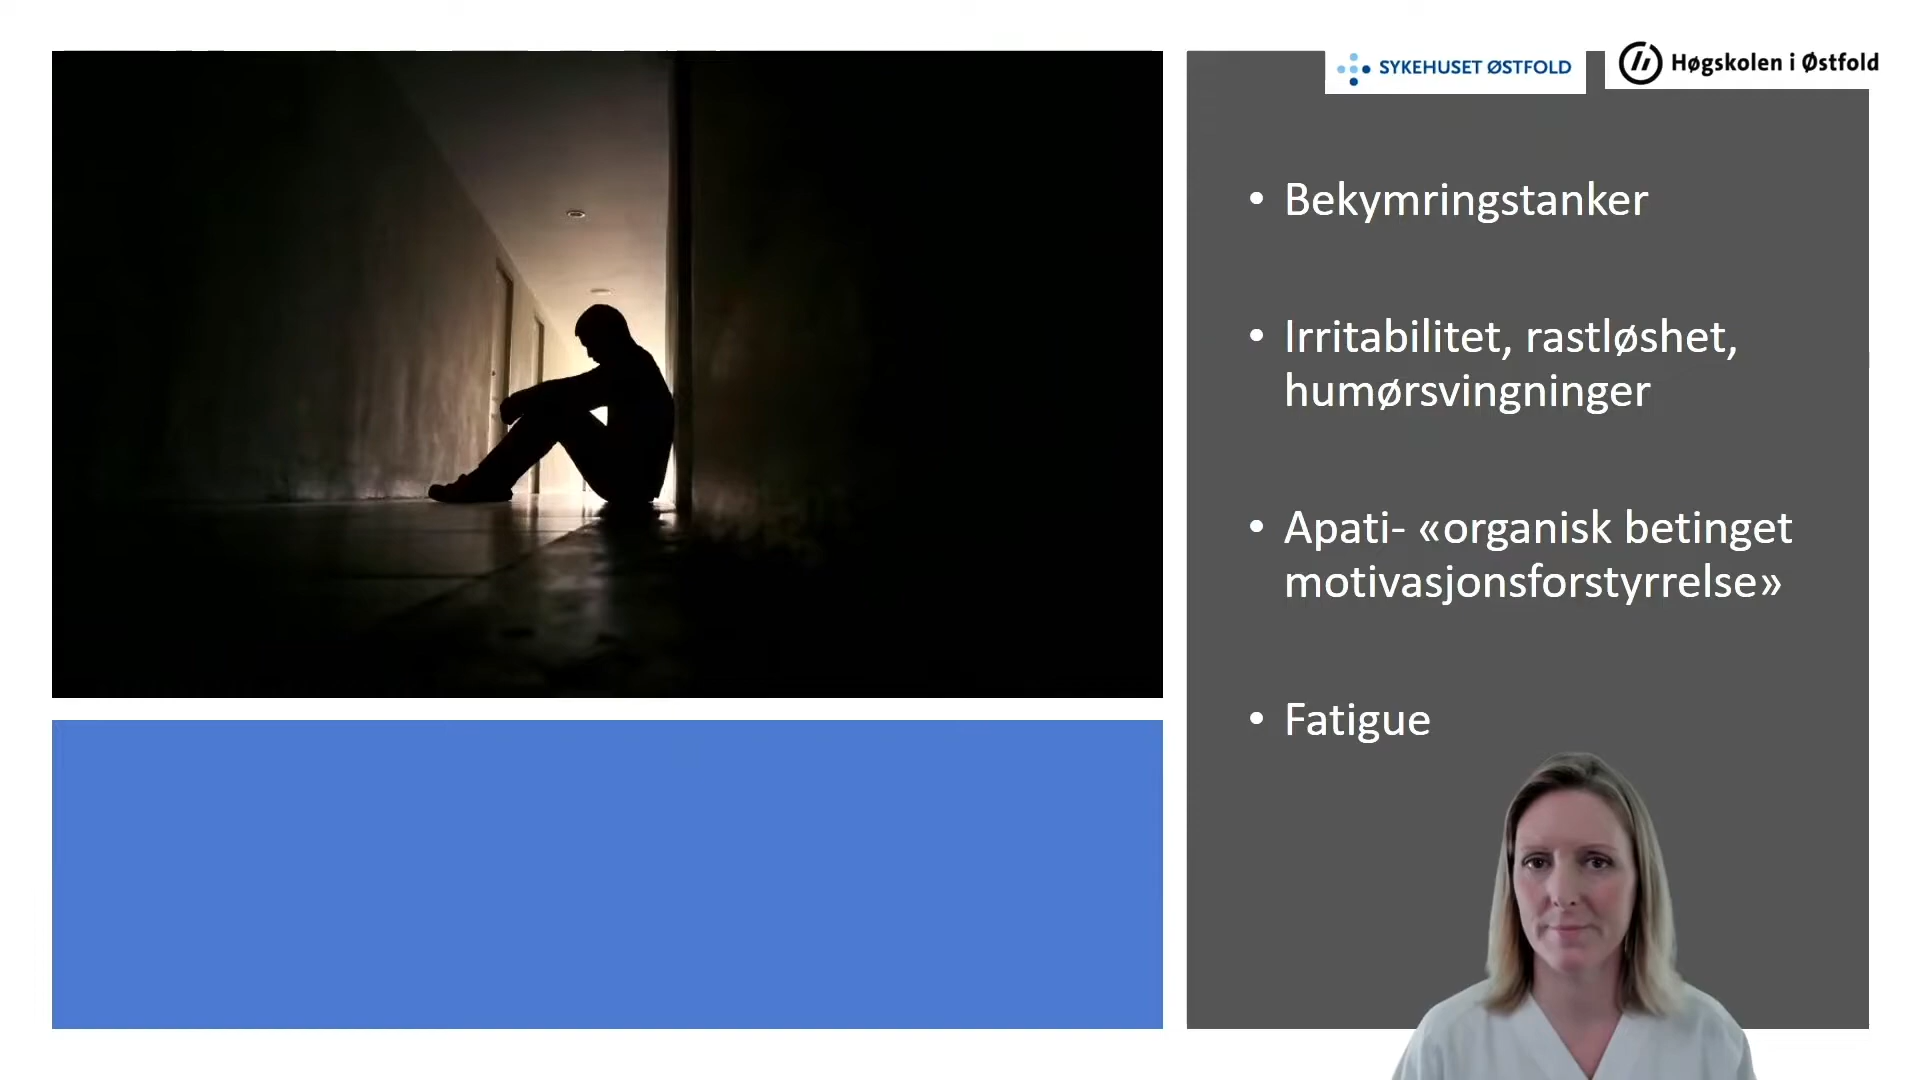 SYKEHUSET ØSTFOLD
Høgskolen i Østfold
• Bekymringstanker
• Irritabilitet, rastløshet,
humørsvingninger
• Apati- «organisk betinget
motivasjonsforstyrrelse»
• Fatigue